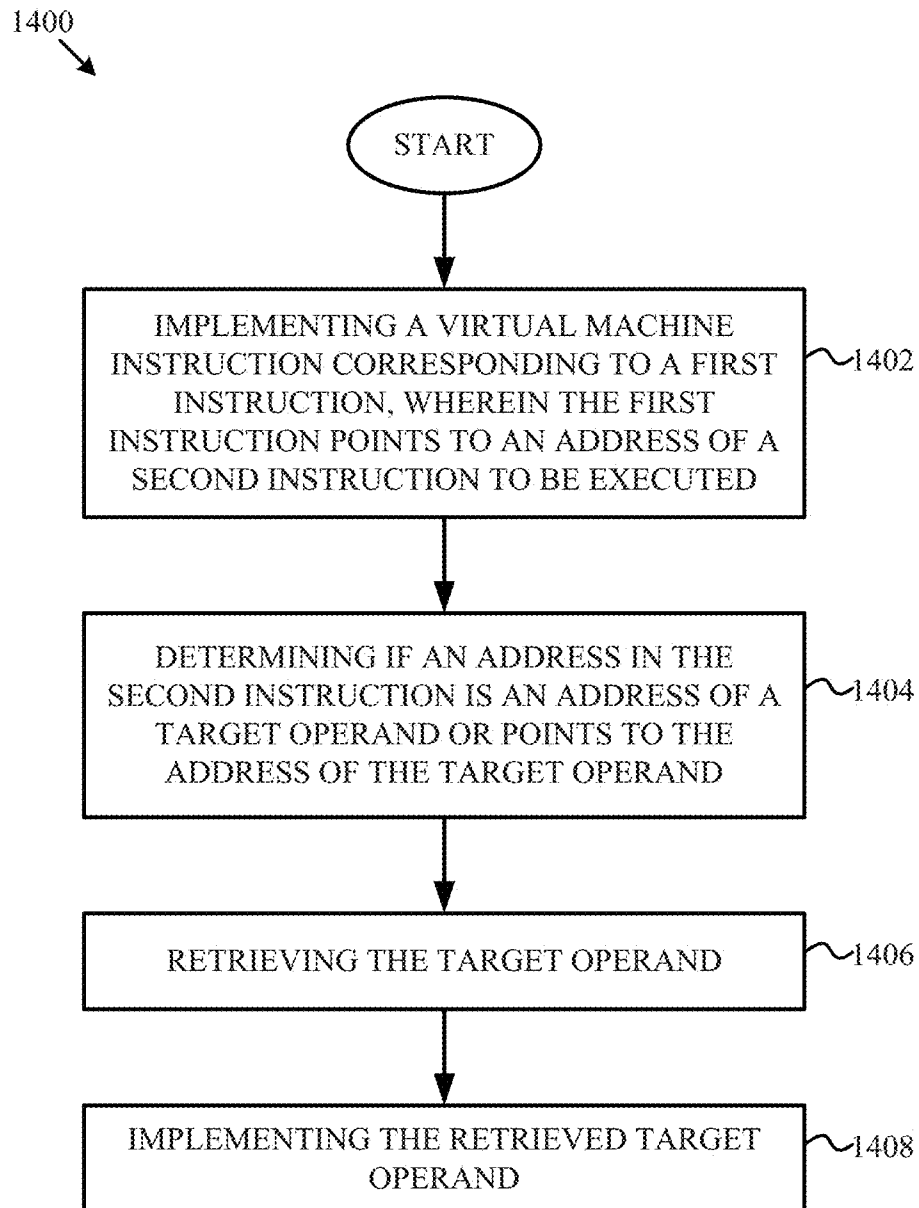 1400
START
IMPLEMENTING A VIRTUAL MACHINE
INSTRUCTION CORRESPONDING TO A FIRST
INSTRUCTION, WHEREIN THE FIRST
INSTRUCTION POINTS TO AN ADDRESS OF A
SECOND INSTRUCTION TO BE EXECUTED
1402
DETERMINING IF AN ADDRESS IN THE
SECOND INSTRUCTION IS AN ADDRESS OF A
TARGET OPERAND OR POINTS TO THE
ADDRESS OF THE TARGET OPERAND
1404
RETRIEVING THE TARGET OPERAND
1406
IMPLEMENTING THE RETRIEVED TARGET
OPERAND
1408